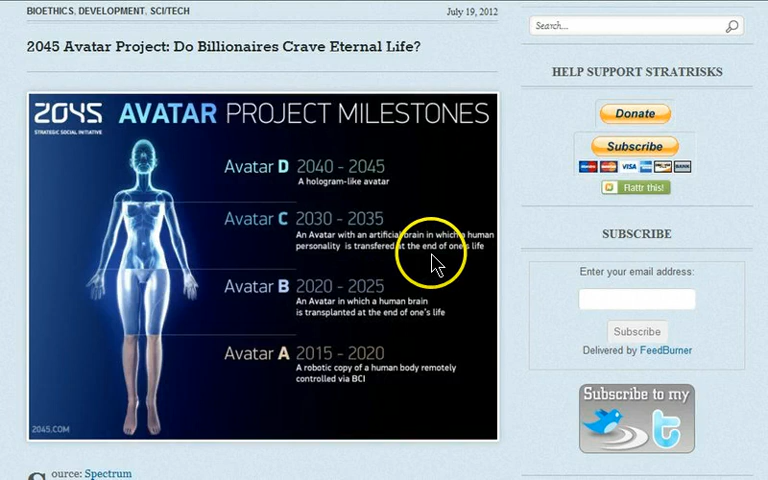 BIOETHICS, DEVELOPMENT, SCI/TECH
July 19, 2012
2045 Avatar Project: Do Billionaires Crave Eternal Life?
2045
STRATEGIC SOCIAL INITIATIVE
AVATAR PROJECT MILESTONES
Avatar D 2040 - 2045
A hologram-like avatar
Avatar C 2030 - 2035
An Avatar with an artificial brain in which a human
personality is transfered at the end of one's life
Avatar B 2020 - 2025
An Avatar in which a human brain
is transplanted at the end of one's life
Avatar A 2015 - 2020
A robotic copy of a human body remotely
controlled via BCI
2045.COM
Source: Spectrum
Search...
HELP SUPPORT STRATRISKS
Donate
Subscribe
VISA
BANK
Flattr this!
SUBSCRIBE
Enter your email address:
Subscribe
Delivered by FeedBurner
Subscribe to my
t